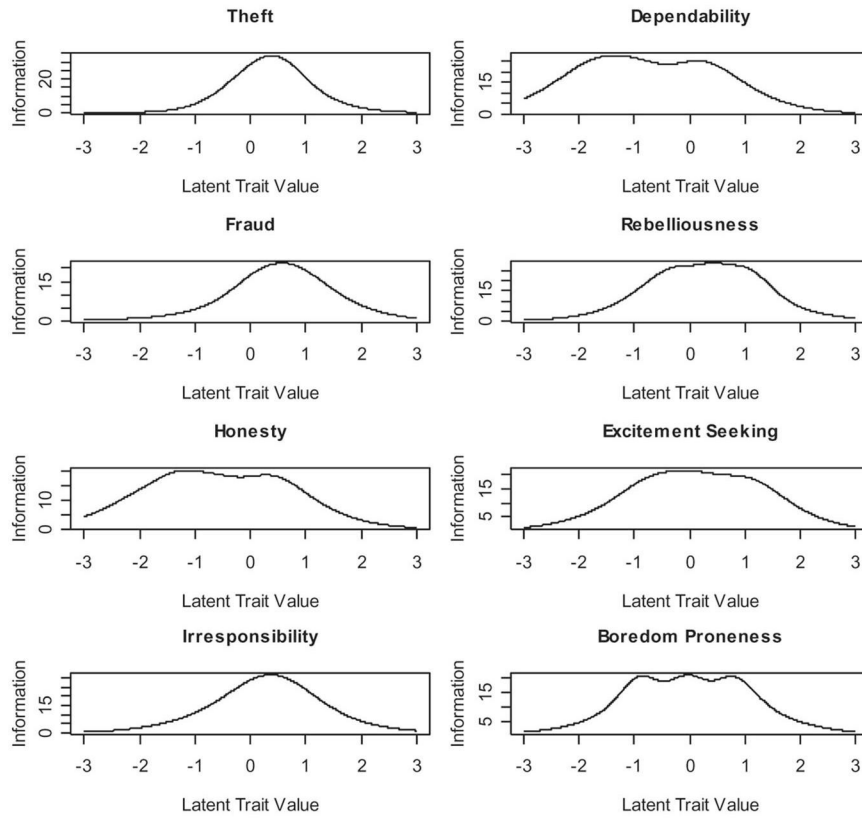 Theft
Information
0 20
-3 -2 -1 0 1 2 3
Latent Trait Value
Dependability
Information
0 15
-3 -2 -1 0 1 2 3
Latent Trait Value
Fraud
Information
0 15
-3 -2 -1 0 1 2 3
Latent Trait Value
Rebelliousness
Information
0 15
-3 -2 -1 0 1 2 3
Latent Trait Value
Honesty
Information
0 10
-3 -2 -1 0 1 2 3
Latent Trait Value
Excitement Seeking
Information
5 15
-3 -2 -1 0 1 2 3
Latent Trait Value
Irresponsibility
Information
0 15
-3 -2 -1 0 1 2 3
Latent Trait Value
Boredom Proneness
Information
5 15
-3 -2 -1 0 1 2 3
Latent Trait Value